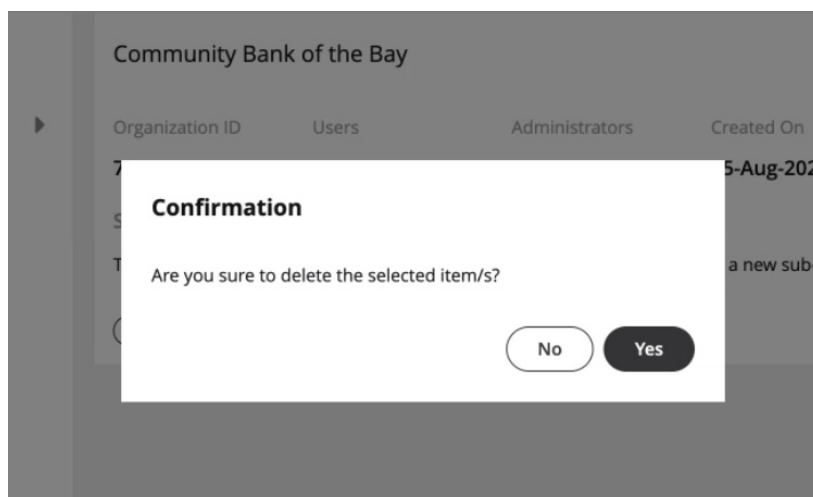 Community Bank of the Bay
Organization ID Users Administrators Created On
7
5-Aug-202
Confirmation
S
T
Are you sure to delete the selected item/s?
a new sub-
No Yes